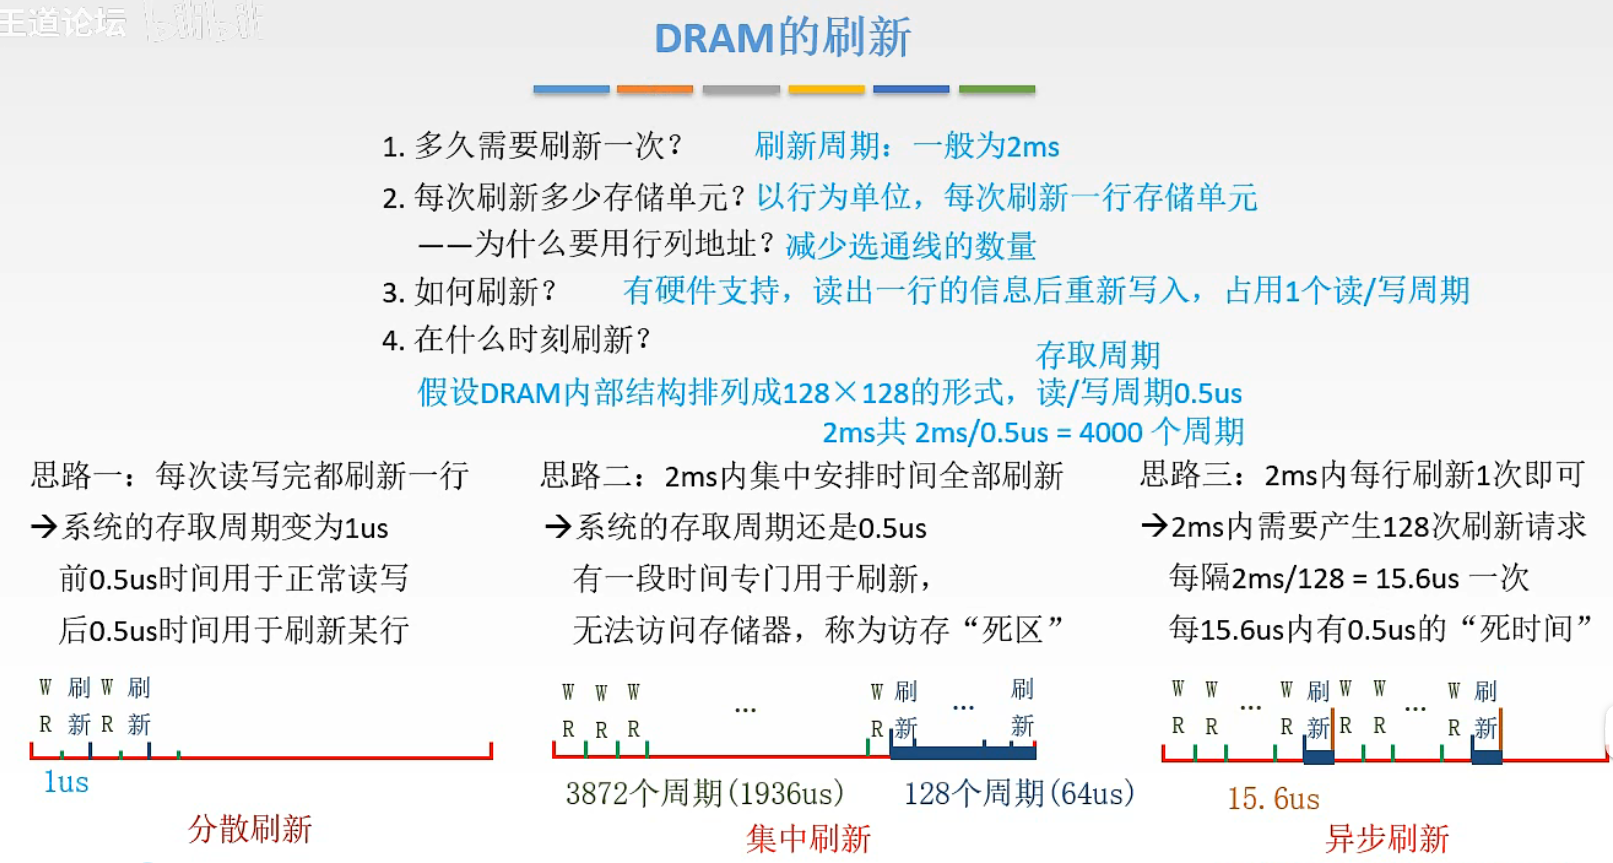 王道论坛 bilibili
DRAM的刷新
1. 多久需要刷新一次？ 刷新周期：一般为2ms
2. 每次刷新多少存储单元？以行为单位，每次刷新一行存储单元
——为什么要用行列地址？减少选通线的数量
3. 如何刷新？ 有硬件支持，读出一行的信息后重新写入，占用1个读/写周期
4. 在什么时刻刷新？
存取周期
假设DRAM内部结构排列成128×128的形式，读/写周期0.5us
2ms共 2ms/0.5us = 4000 个周期
思路一：每次读写完都刷新一行
→系统的存取周期变为1us
前0.5us时间用于正常读写
后0.5us时间用于刷新某行
W 刷 W 刷
R 新 R 新
1us
分散刷新
思路二：2ms内集中安排时间全部刷新
→系统的存取周期还是0.5us
有一段时间专门用于刷新，
无法访问存储器，称为访存“死区”
W W W ... W 刷 ... 刷
R R R R 新 新
3872个周期(1936us) 128个周期(64us)
集中刷新
思路三：2ms内每行刷新1次即可
→2ms内需要产生128次刷新请求
每隔2ms/128 = 15.6us 一次
每15.6us内有0.5us的“死时间”
W W ... W 刷 W W ... W 刷
R R R 新 R R R 新
15.6us
异步刷新